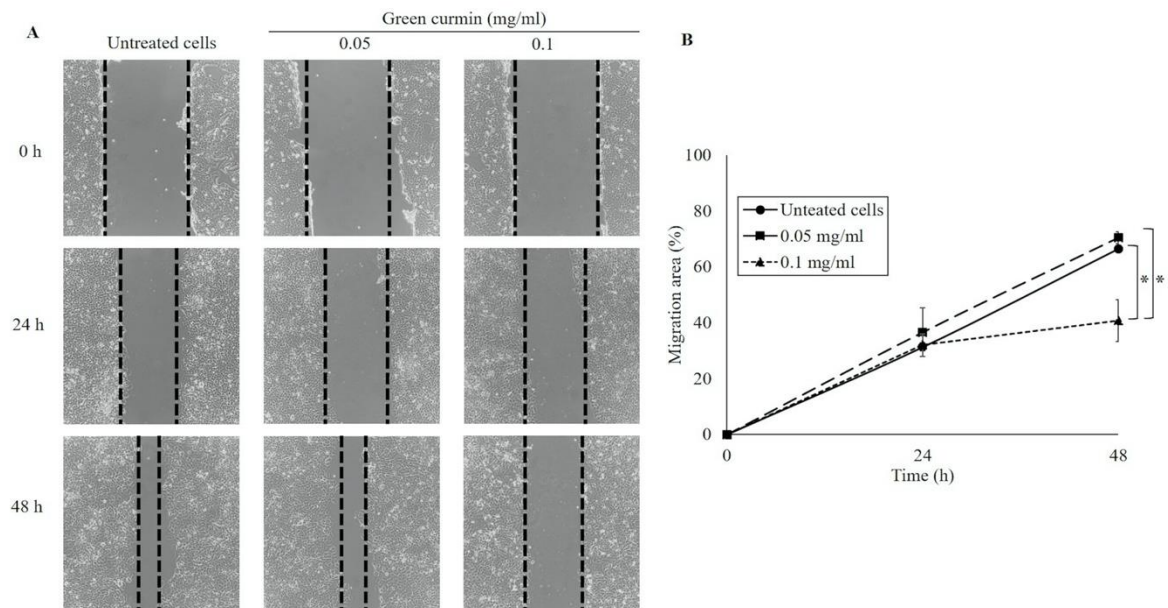 A
Green curmin (mg/ml)
Untreated cells
0.05
0.1
0 h
24 h
48 h
B
100
80
60
40
20
0
Migration area (%)
Unteated cells
0.05 mg/ml
0.1 mg/ml
* *
0
24
48
Time (h)